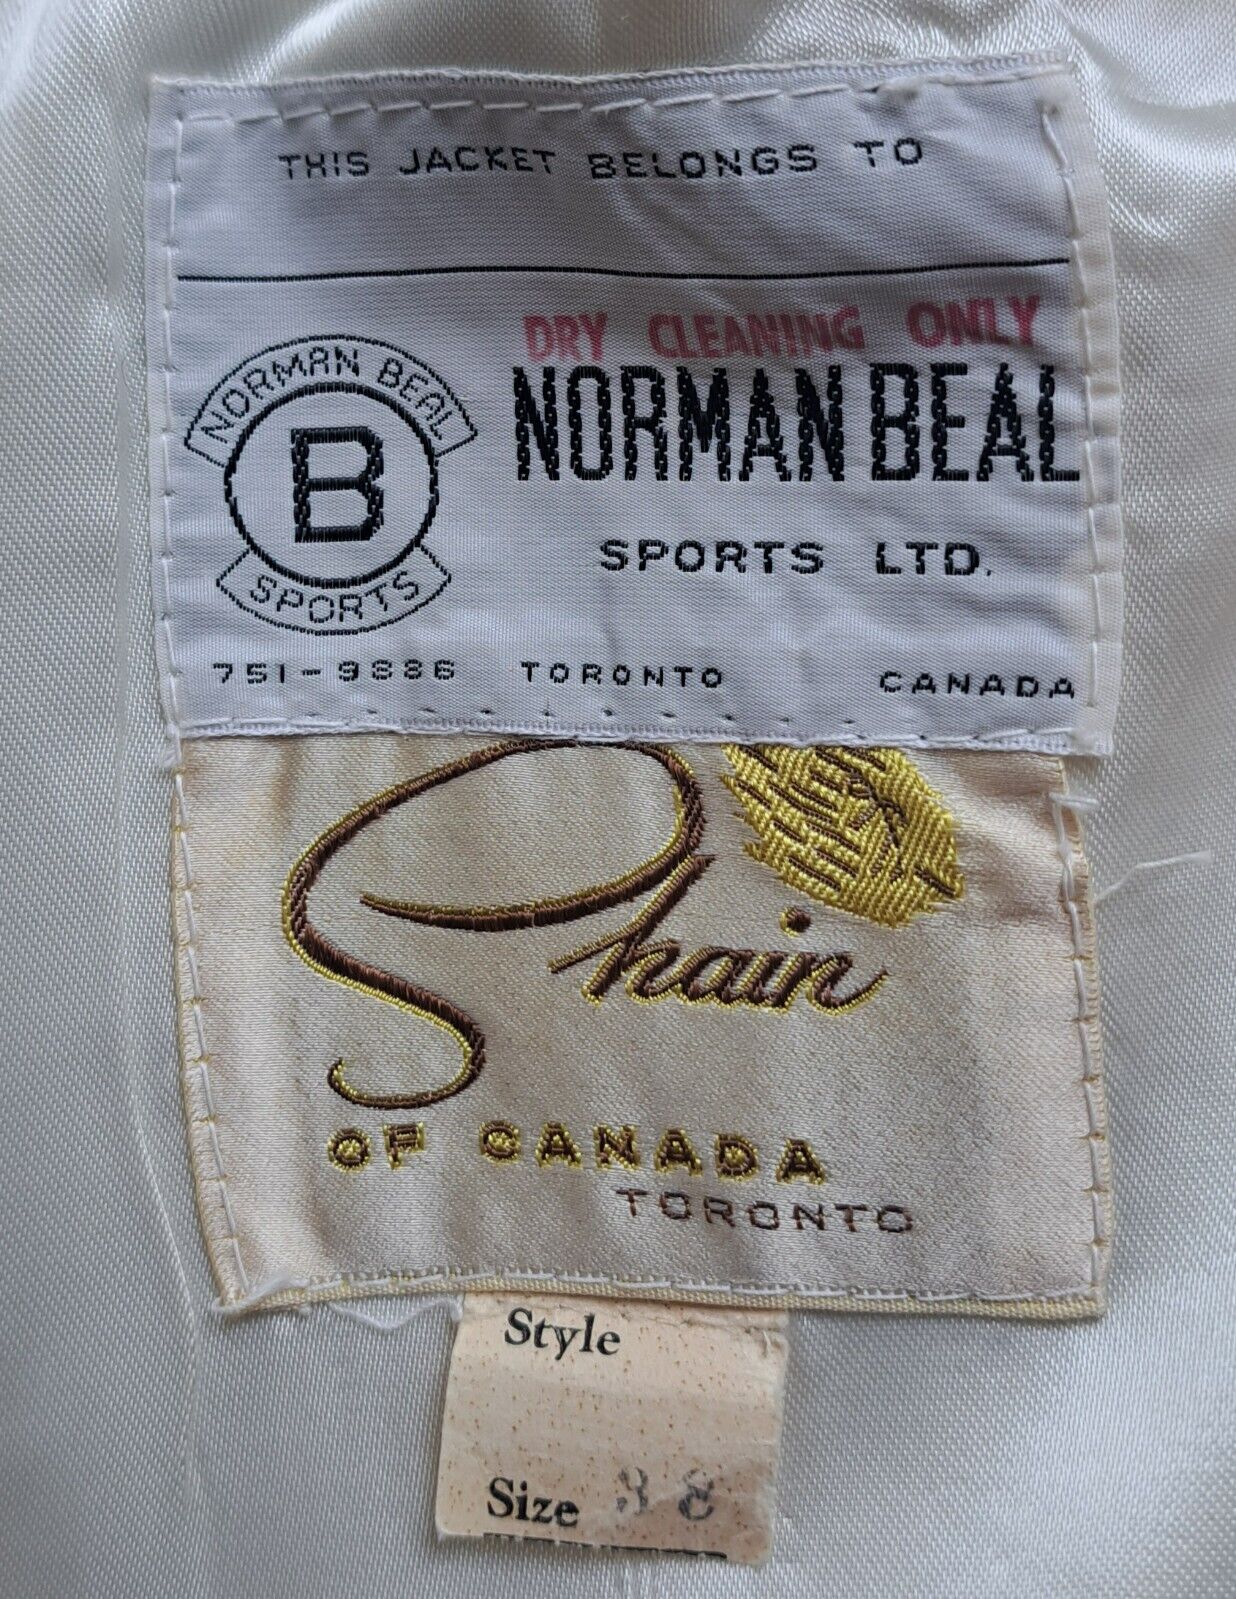 THIS JACKET BELONGS TO
DRY CLEANING ONLY
NORMAN BEAL
B
SPORTS
NORMAN BEAL
SPORTS LTD.
751-9886 TORONTO CANADA
Shain
OF CANADA
TORONTO
Style
Size 38